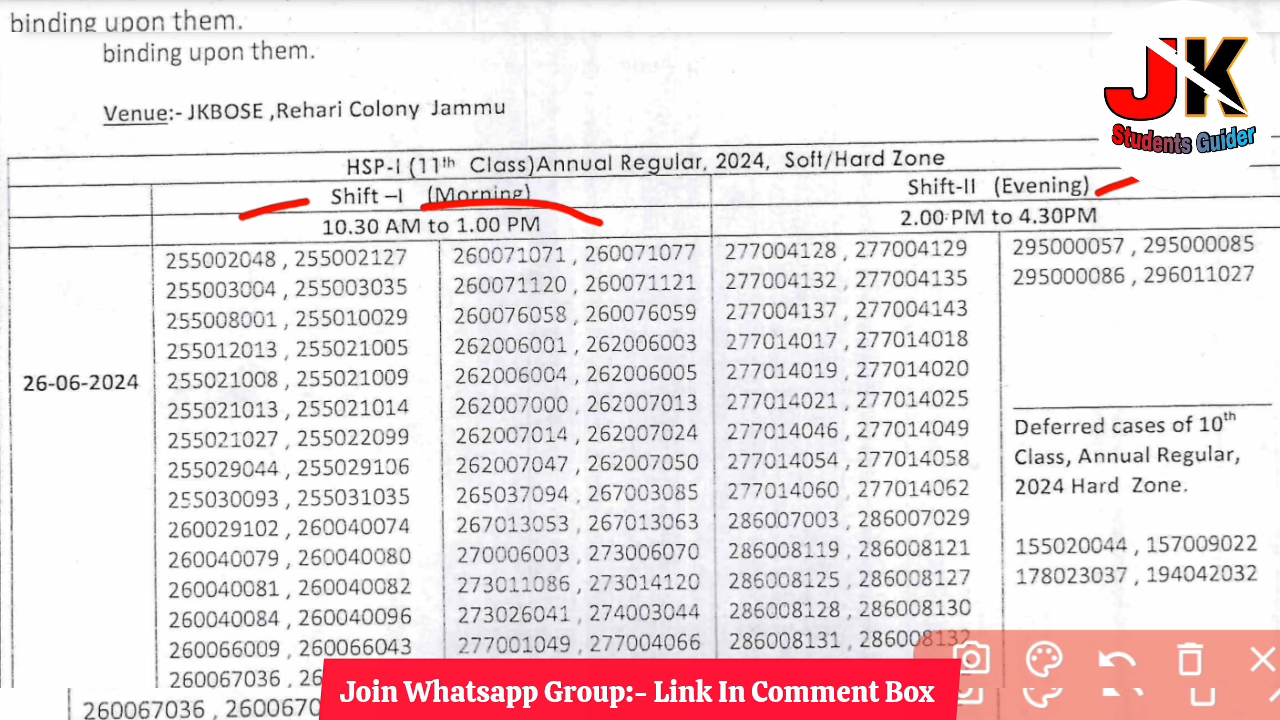 binding upon them.
binding upon them.
JK
Students Guider
Venue:- JKBOSE ,Rehari Colony Jammu
HSP-I (11th Class)Annual Regular, 2024, Soft/Hard Zone
Shift –I (Morning) Shift-II (Evening)
10.30 AM to 1.00 PM 2.00 PM to 4.30PM
255002048 , 255002127 260071071 , 260071077 277004128 , 277004129 295000057 , 295000085
255003004 , 255003035 260071120 , 260071121 277004132 , 277004135 295000086 , 296011027
255008001 , 255010029 260076058 , 260076059 277004137 , 277004143
255012013 , 255021005 262006001 , 262006003 277014017 , 277014018
26-06-2024 255021008 , 255021009 262006004 , 262006005 277014019 , 277014020
255021013 , 255021014 262007000 , 262007013 277014021 , 277014025
255021027 , 255022099 262007014 , 262007024 277014046 , 277014049 Deferred cases of 10th
255029044 , 255029106 262007047 , 262007050 277014054 , 277014058 Class, Annual Regular,
255030093 , 255031035 265037094 , 267003085 277014060 , 277014062 2024 Hard Zone.
260029102 , 260040074 267013053 , 267013063 286007003 , 286007029
260040079 , 260040080 270006003 , 273006070 286008119 , 286008121 155020044 , 157009022
260040081 , 260040082 273011086 , 273014120 286008125 , 286008127 178023037 , 194042032
260040084 , 260040096 273026041 , 274003044 286008128 , 286008130
260066009 , 260066043 277001049 , 277004066 286008131 , 286008132
260067036 , 26
260067036 , 2600670
Join Whatsapp Group:- Link In Comment Box